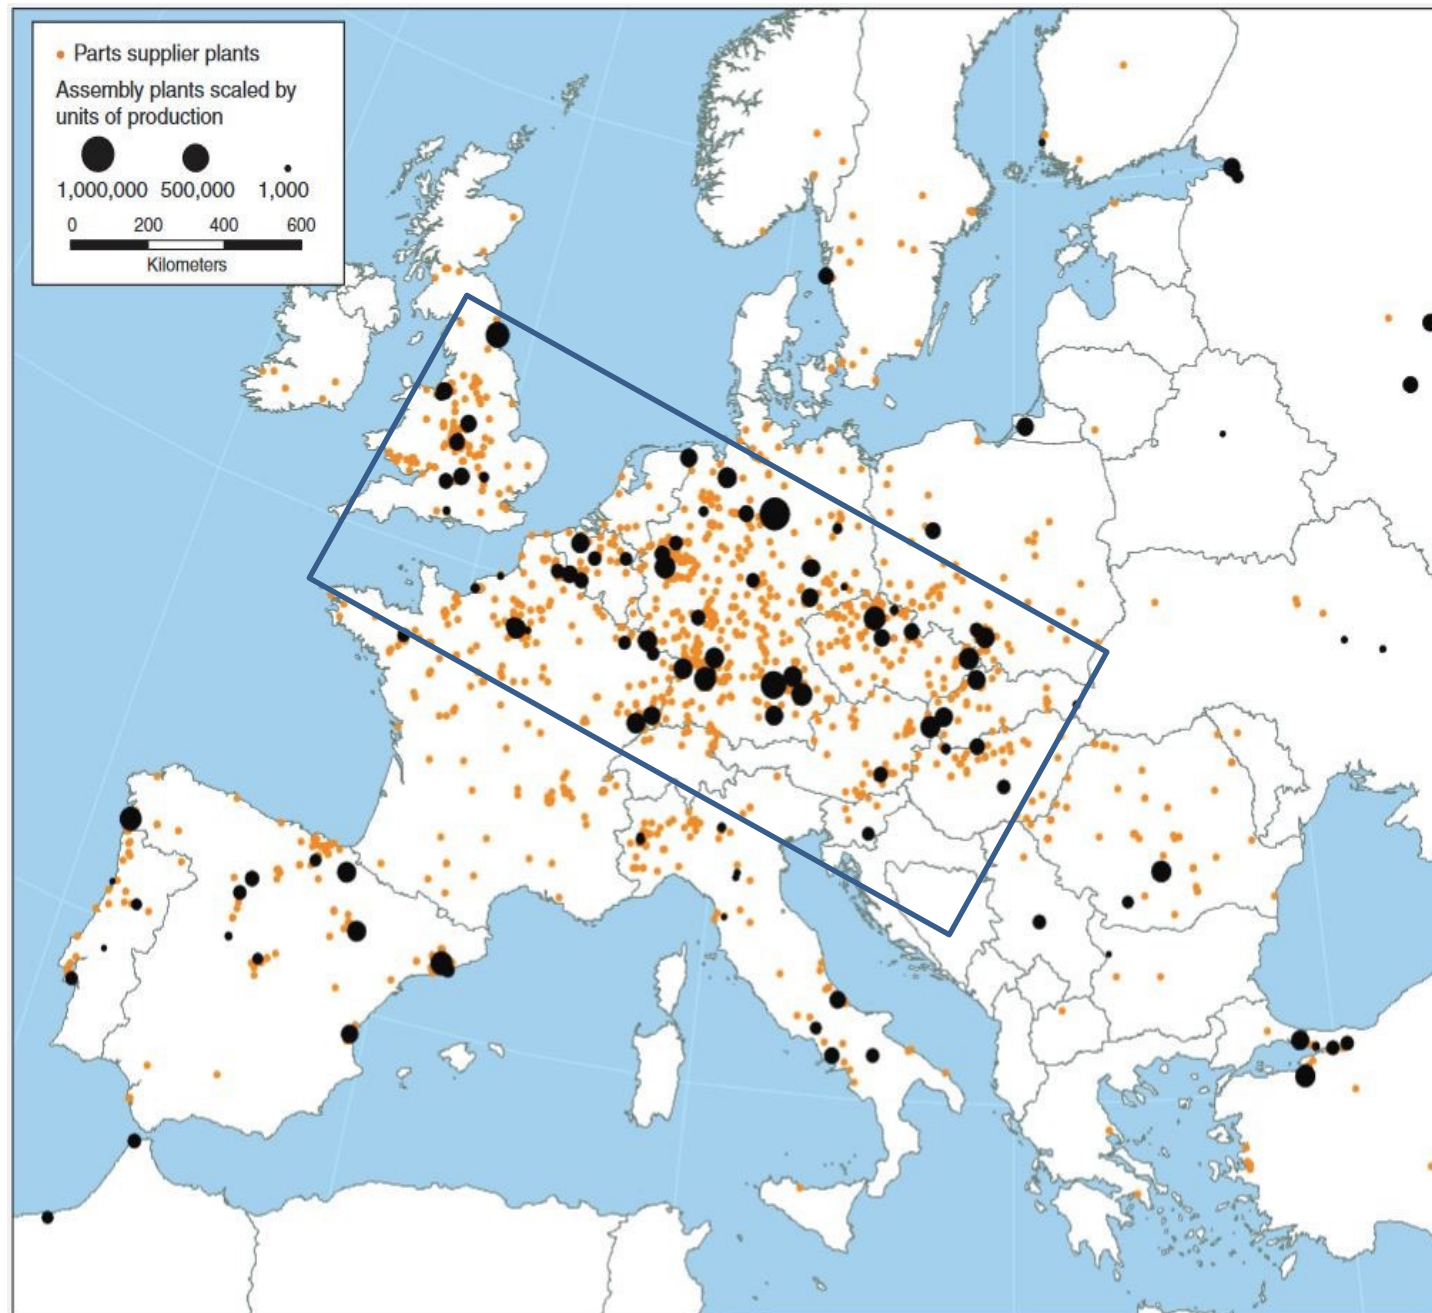 Parts supplier plants
Assembly plants scaled by
units of production
1,000,000 500,000 1,000
0 200 400 600
Kilometers